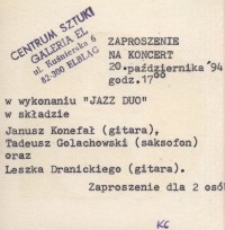 CENTRUM SZTUKI
GALERIA EL
ul. Kuśnierska 6
82-300 ELBLĄG
ZAPROSZENIE
NA KONCERT
20. października '94
godz. 17⁰⁰
w wykonaniu "JAZZ DUO"
w składzie
Janusz Konefał (gitara),
Tadeusz Golachowski (saksofon)
oraz
Leszka Dranickiego (gitara).
Zaproszenie dla 2 osób
KG